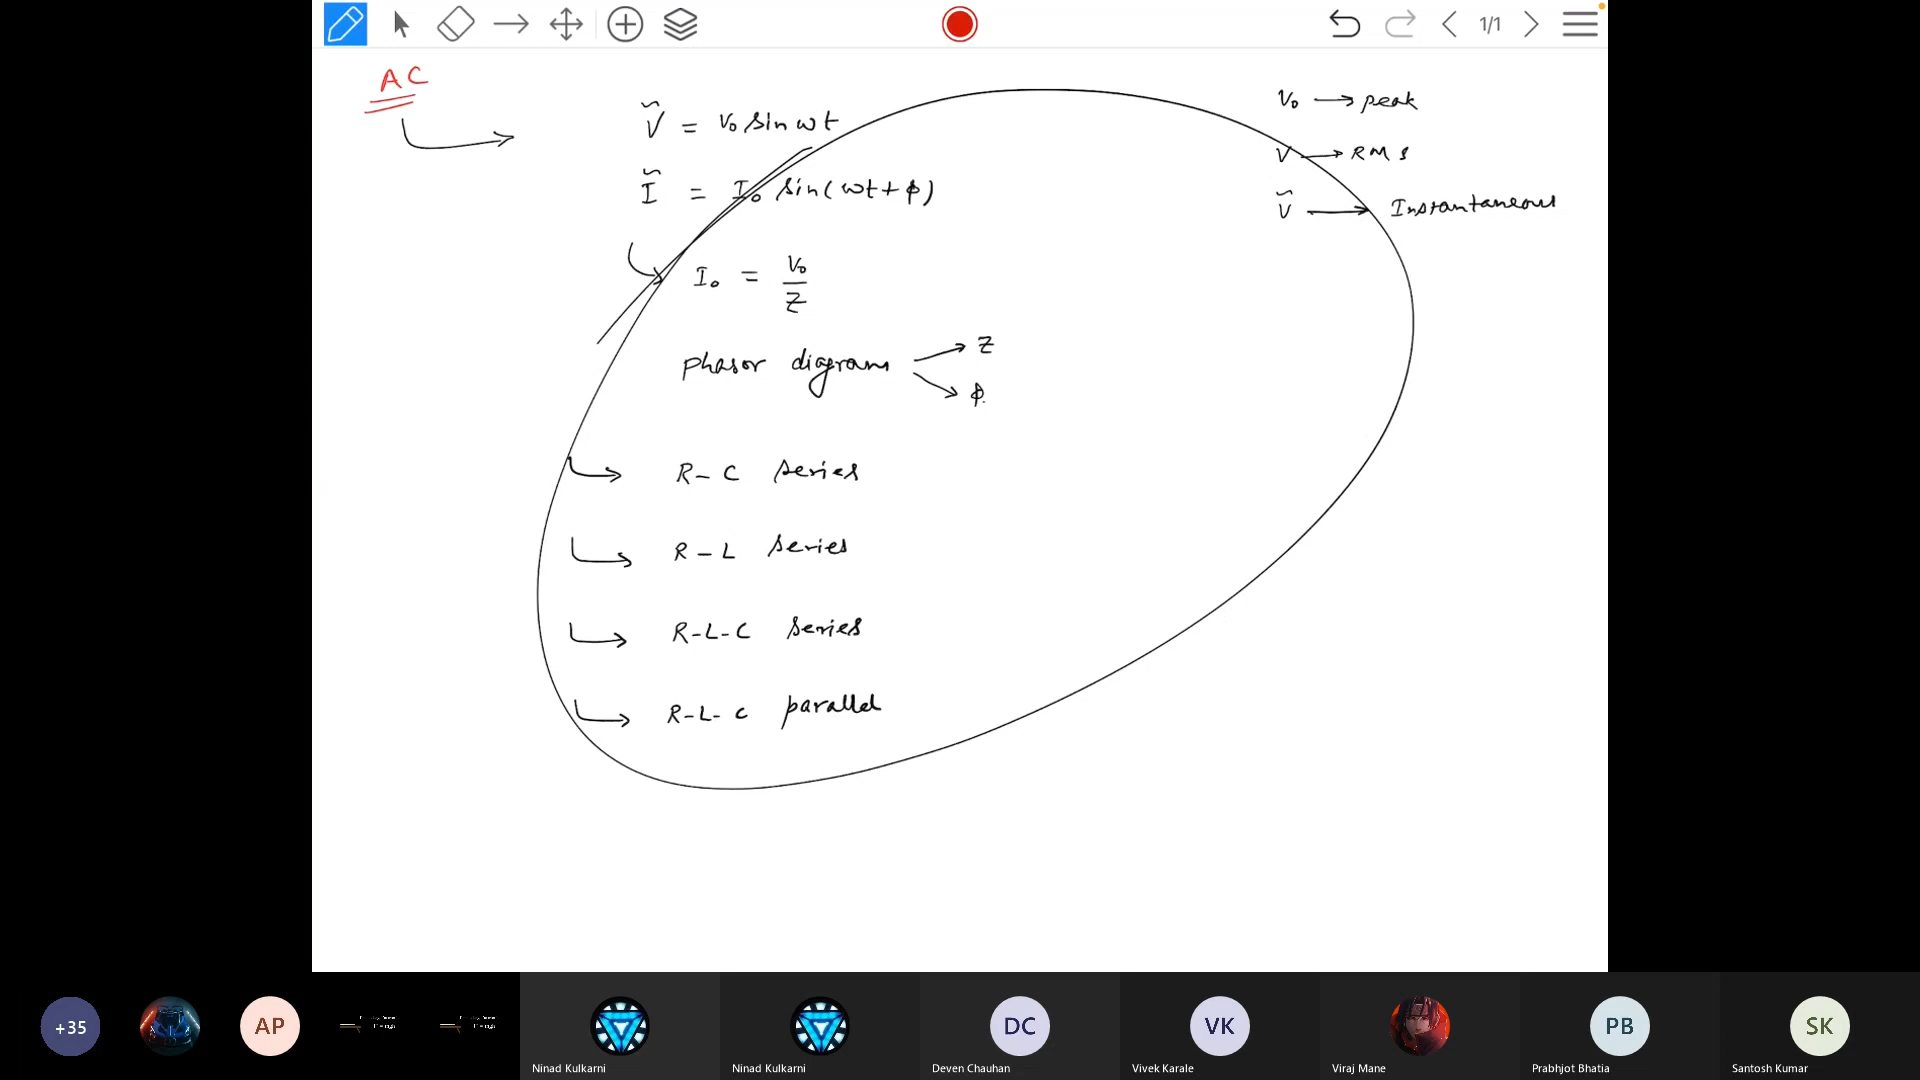 1/1
AC
Ṽ = V₀ sin ωt
Ĩ = I₀ sin(ωt + ϕ)
I₀ = V₀/Z
phasor diagram → Z
→ ϕ
R - C series
R - L series
R-L-C series
R-L-C parallel
V₀ → peak
V → RMS
Ṽ → Instantaneous
+35
AP
DC
VK
PB
SK
Ninad Kulkarni
Ninad Kulkarni
Deven Chauhan
Vivek Karale
Viraj Mane
Prabhjot Bhatia
Santosh Kumar